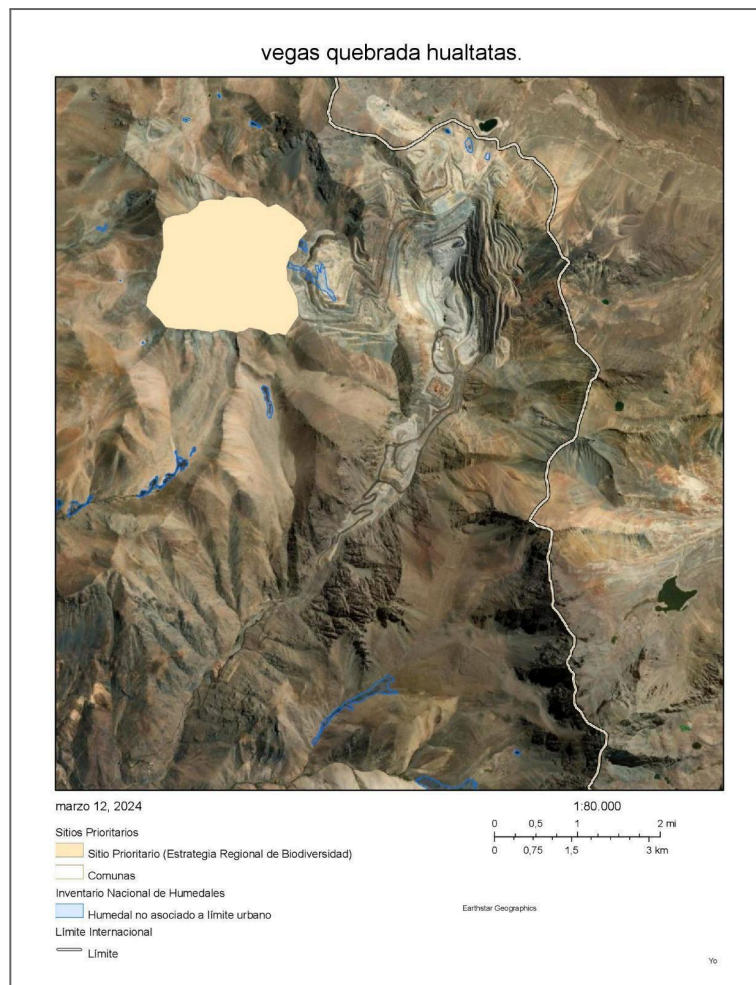 vegas quebrada hualtatas.
marzo 12, 2024
1:80.000
Sitios Prioritarios
Sitio Prioritario (Estrategia Regional de Biodiversidad)
Comunas
Inventario Nacional de Humedales
Humedal no asociado a límite urbano
Límite Internacional
Límite
0 0,5 1 2 mi
0 0,75 1,5 3 km
Earthstar Geographics
Yo